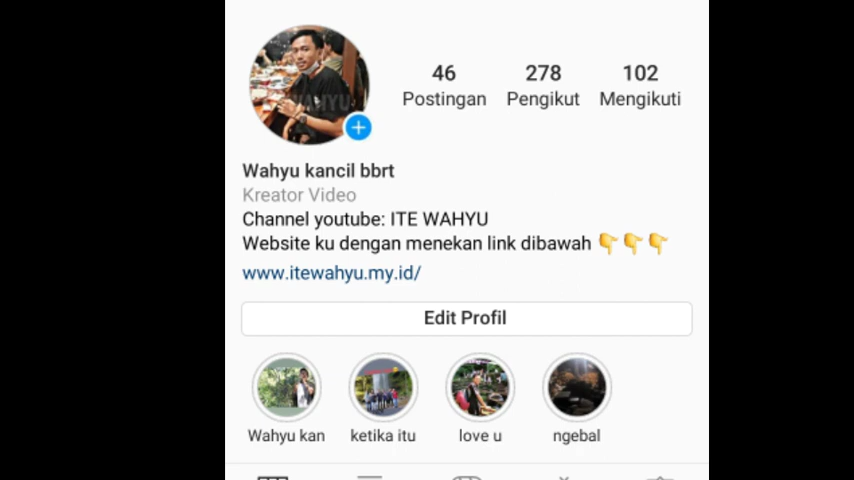 46
278
102
Postingan
Pengikut
Mengikuti
WAHYU
Wahyu kancil bbrt
Kreator Video
Channel youtube: ITE WAHYU
Website ku dengan menekan link dibawah 👇👇👇
www.itewahyu.my.id/
Edit Profil
Wahyu kan
ketika itu
love u
ngebal